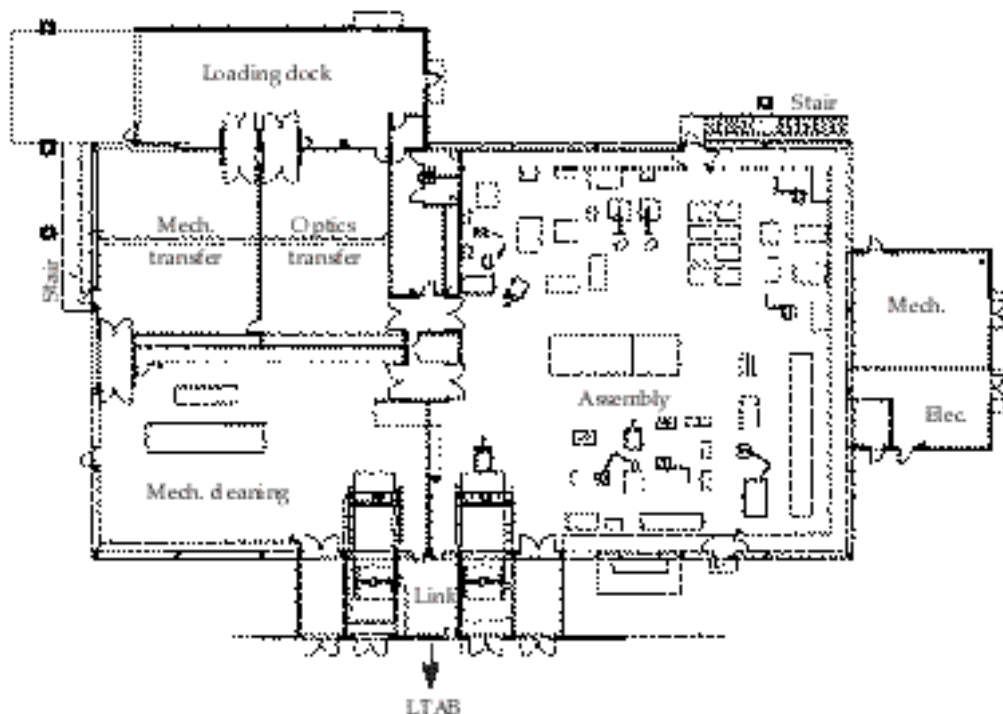 Loading dock
Stair
Mech.
transfer
Optics
transfer
Stair
Mech.
Assembly
Elec.
Mech. cleaning
Link
LTAB